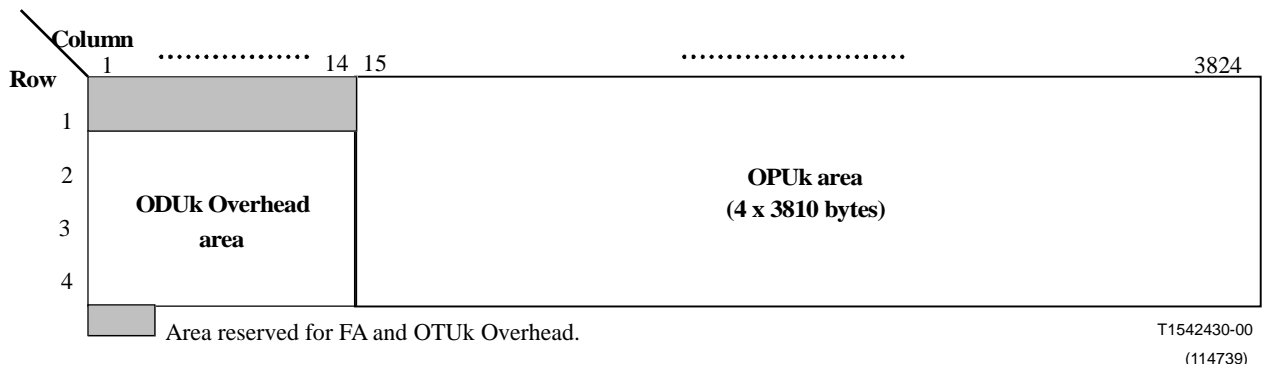 Column
1 ................ 14 15 ....................... 3824
Row
1
2
3
4
ODUk Overhead
area
OPUk area
(4 x 3810 bytes)
Area reserved for FA and OTUk Overhead.
T1542430-00
(114739)